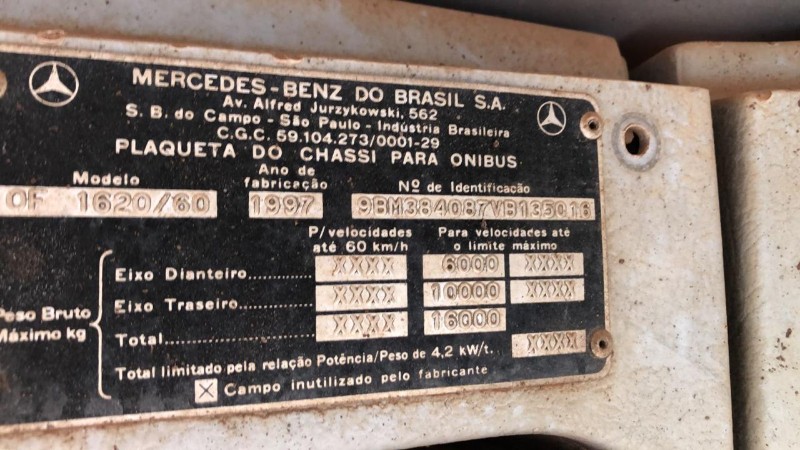 MERCEDES-BENZ DO BRASIL S.A.
Av. Alfred Jurzykowski, 562
S. B. do Campo - São Paulo - Indústria Brasileira
C.G.C. 59.104.273/0001-29
PLAQUETA DO CHASSI PARA ONIBUS
Modelo Ano de fabricação Nº de Identificação
OF 1620/60 1997 9BM384087VB135016
P/velocidades até 60 km/h Para velocidades até o limite máximo
Peso Bruto Máximo kg
Eixo Dianteiro XXXX 6000 XXXX
Eixo Traseiro XXXX 10000 XXXX
Total XXXX 16000
Total limitado pela relação Potência/Peso de 4,2 kW/t. XXXX
X Campo inutilizado pelo fabricante